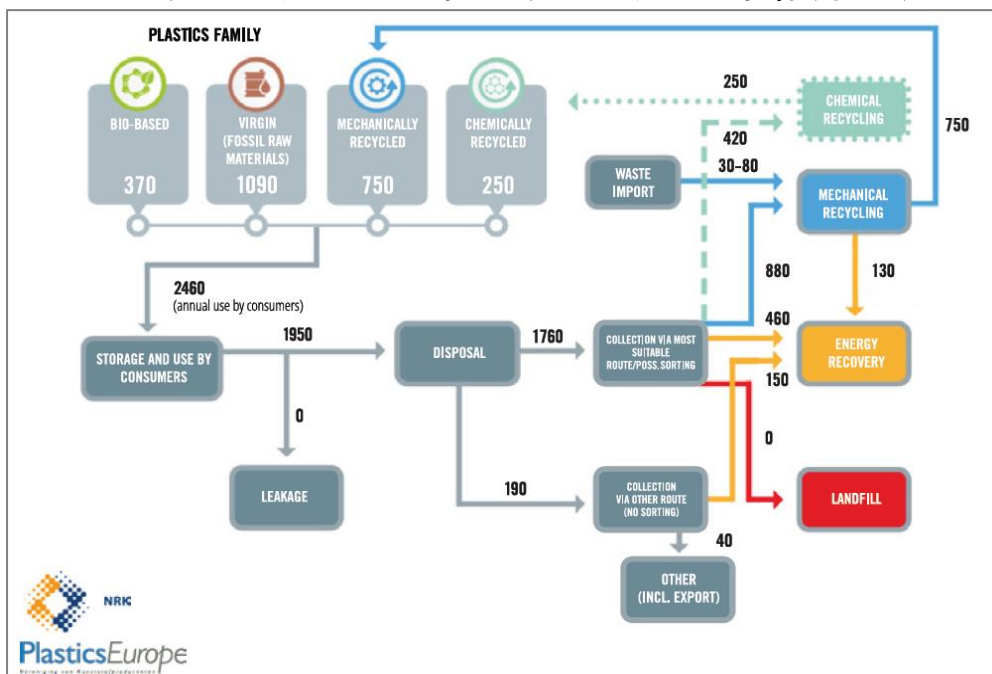 PLASTICS FAMILY
BIO-BASED
370
VIRGIN
(FOSSIL RAW
MATERIALS)
1090
MECHANICALLY
RECYCLED
750
CHEMICALLY
RECYCLED
250
250
CHEMICAL
RECYCLING
420
750
WASTE
IMPORT
30-80
MECHANICAL
RECYCLING
880
130
2460
(annual use by consumers)
STORAGE AND USE BY
CONSUMERS
1950
DISPOSAL
1760
COLLECTION VIA MOST
SUITABLE
ROUTE/POSS.SORTING
460
ENERGY
RECOVERY
150
0
0
LEAKAGE
190
COLLECTION
VIA OTHER ROUTE
(NO SORTING)
LANDFILL
40
OTHER
(INCL. EXPORT)
NRK
PlasticsEurope
Vereniging van Kunststofproducenten